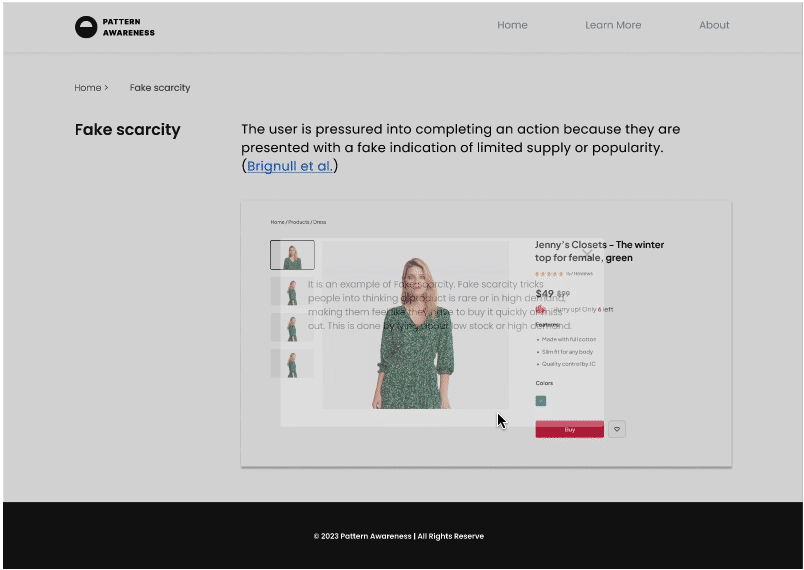 PATTERN
AWARENESS
Home
Learn More
About
Home >
Fake scarcity
Fake scarcity
The user is pressured into completing an action because they are
presented with a fake indication of limited supply or popularity.
(Brignull et al.)
Home / Products / Dress
Jenny's Closets - The winter
top for female, green
reviews
$49 $99
Hurry up! Only 6 left
It is an example of Fake scarcity. Fake scarcity tricks
people into thinking a product is rare or in high demand,
making them feel like they have to buy it quickly or miss
out. This is done by lying about low stock or high demand.
Features
Made with full cotton
Slim fit for any body
Quality control by JC
Colors
Buy
© 2023 Pattern Awareness | All Rights Reserve